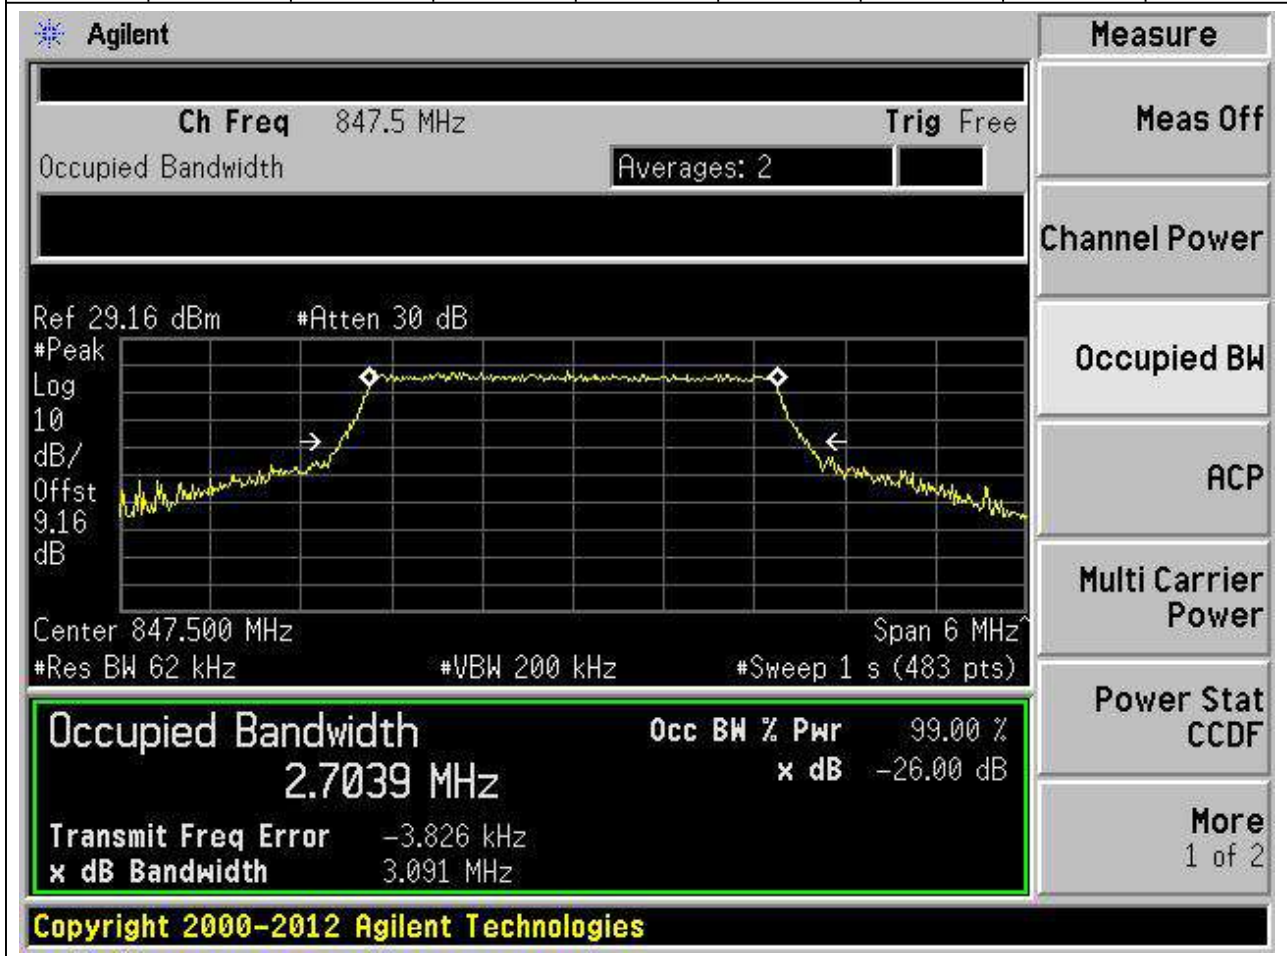 Agilent
Measure
Ch Freq 847.5 MHz Trig Free
Meas Off
Occupied Bandwidth Averages: 2
Channel Power
Ref 29.16 dBm #Atten 30 dB
#Peak
Log
10
dB/
Offst
9.16
dB
Occupied BW
ACP
Center 847.500 MHz Span 6 MHz^
#Res BW 62 kHz #VBW 200 kHz #Sweep 1 s (483 pts)
Multi Carrier
Power
Occupied Bandwidth Occ BW % Pwr 99.00 %
2.7039 MHz x dB -26.00 dB
Transmit Freq Error -3.826 kHz
x dB Bandwidth 3.091 MHz
Power Stat
CCDF
More
1 of 2
Copyright 2000-2012 Agilent Technologies